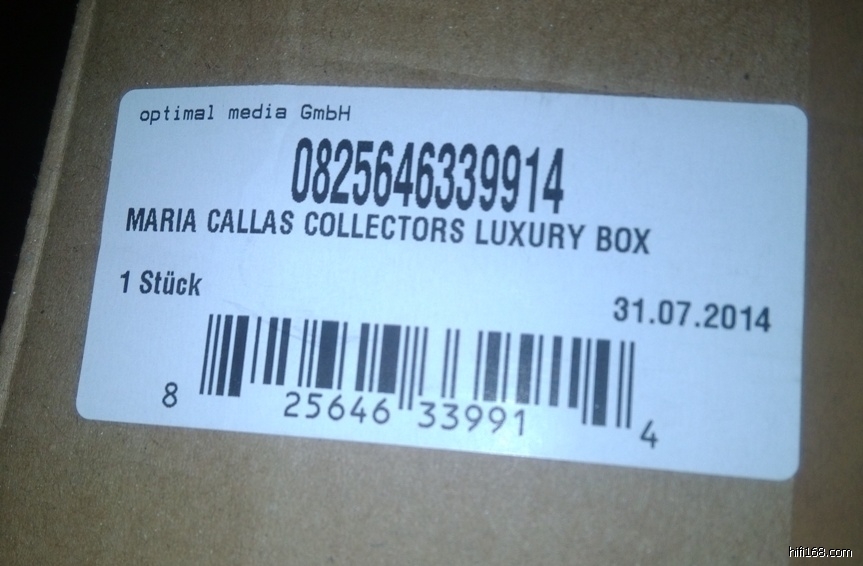 optimal media GmbH
0825646339914
MARIA CALLAS COLLECTORS LUXURY BOX
1 Stück
31.07.2014
8 25646 33991 4
hifi168.com